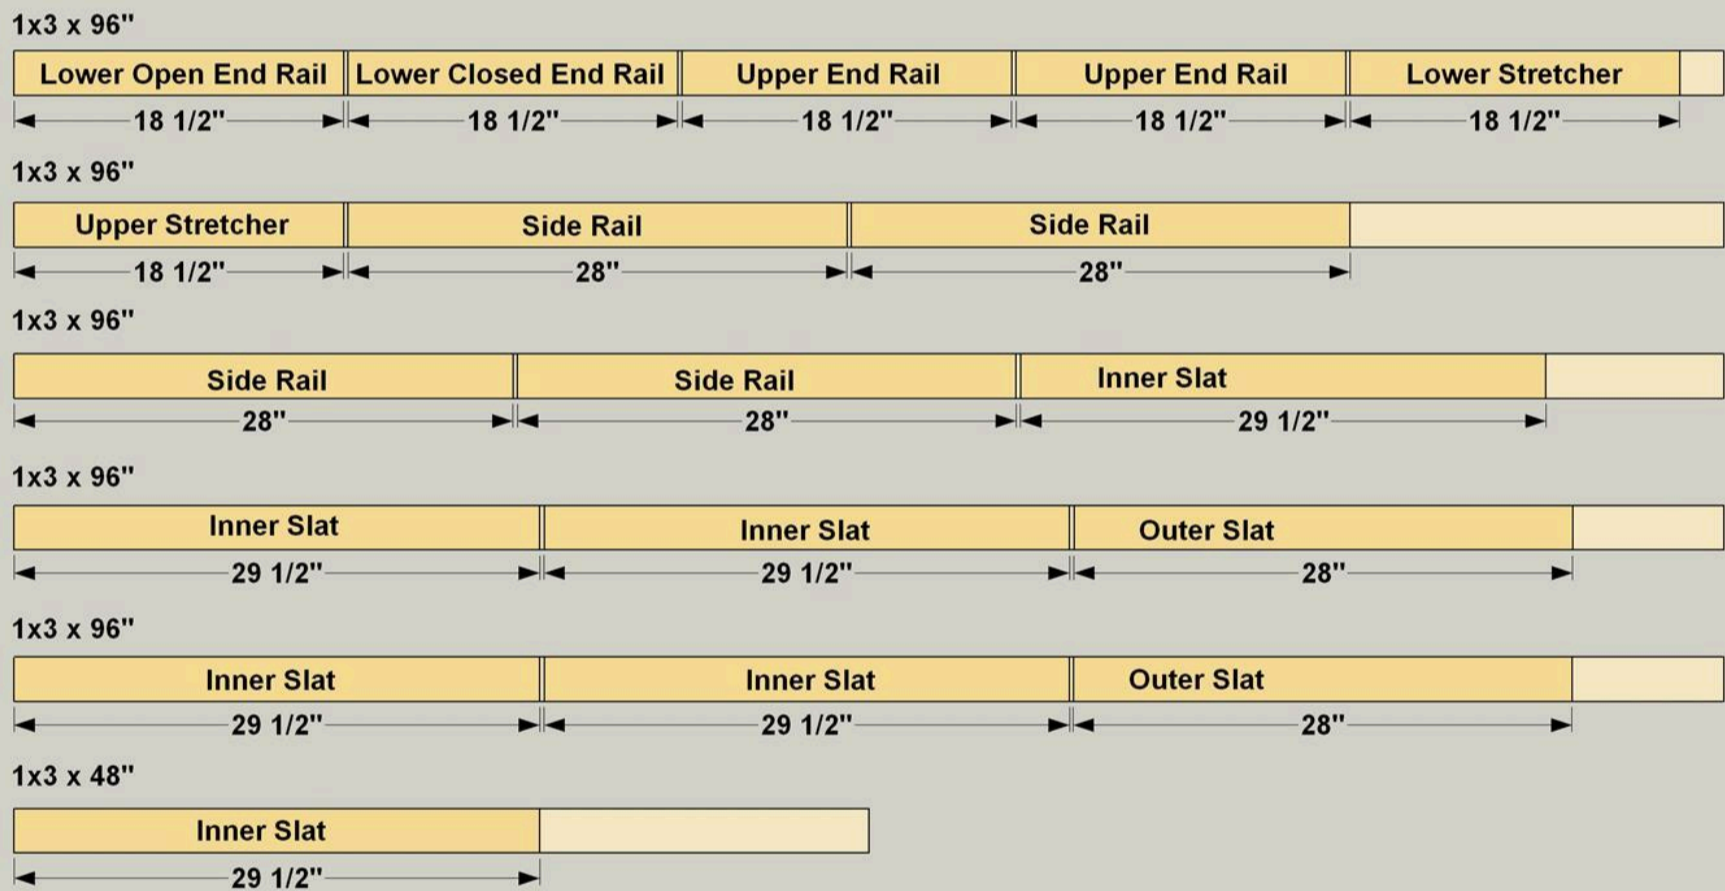 1x3 x 96"
Lower Open End Rail Lower Closed End Rail Upper End Rail Upper End Rail Lower Stretcher
18 1/2" 18 1/2" 18 1/2" 18 1/2" 18 1/2"
1x3 x 96"
Upper Stretcher Side Rail Side Rail
18 1/2" 28" 28"
1x3 x 96"
Side Rail Side Rail Inner Slat
28" 28" 29 1/2"
1x3 x 96"
Inner Slat Inner Slat Outer Slat
29 1/2" 29 1/2" 28"
1x3 x 96"
Inner Slat Inner Slat Outer Slat
29 1/2" 29 1/2" 28"
1x3 x 48"
Inner Slat
29 1/2"